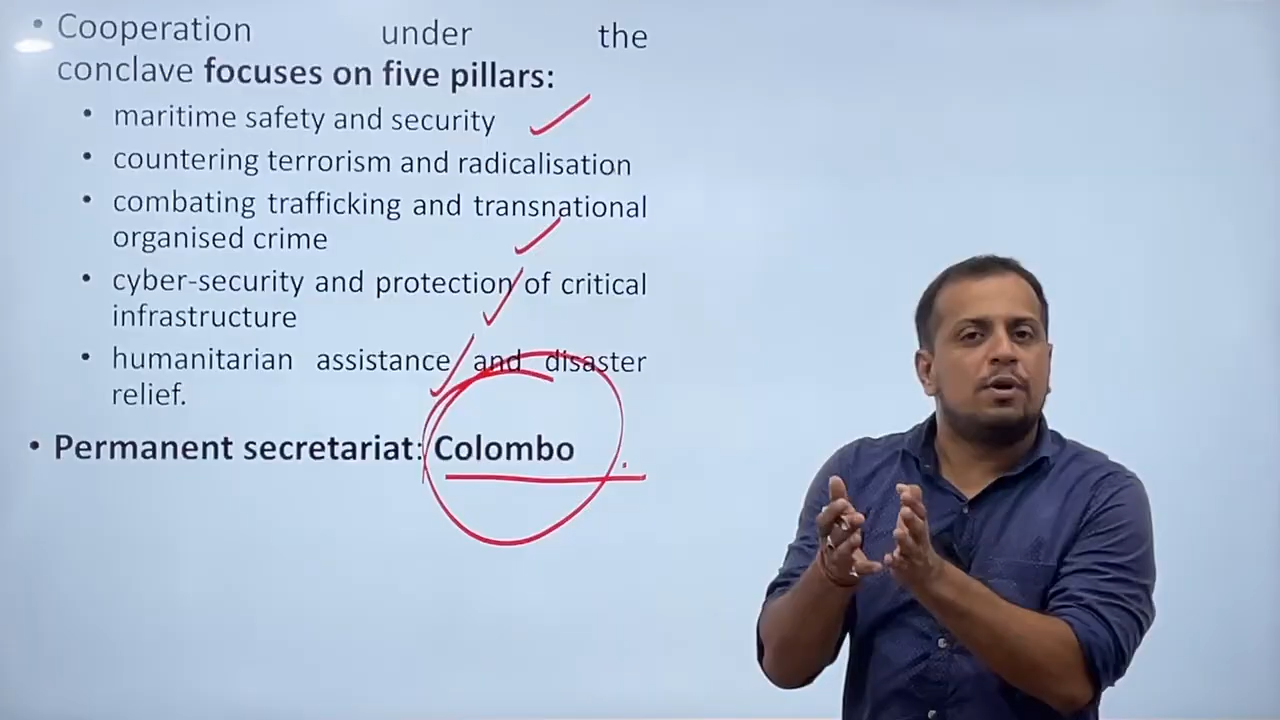 • Cooperation under the
conclave focuses on five pillars:
• maritime safety and security
• countering terrorism and radicalisation
• combating trafficking and transnational
organised crime
• cyber-security and protection of critical
infrastructure
• humanitarian assistance and disaster
relief.
• Permanent secretariat: Colombo